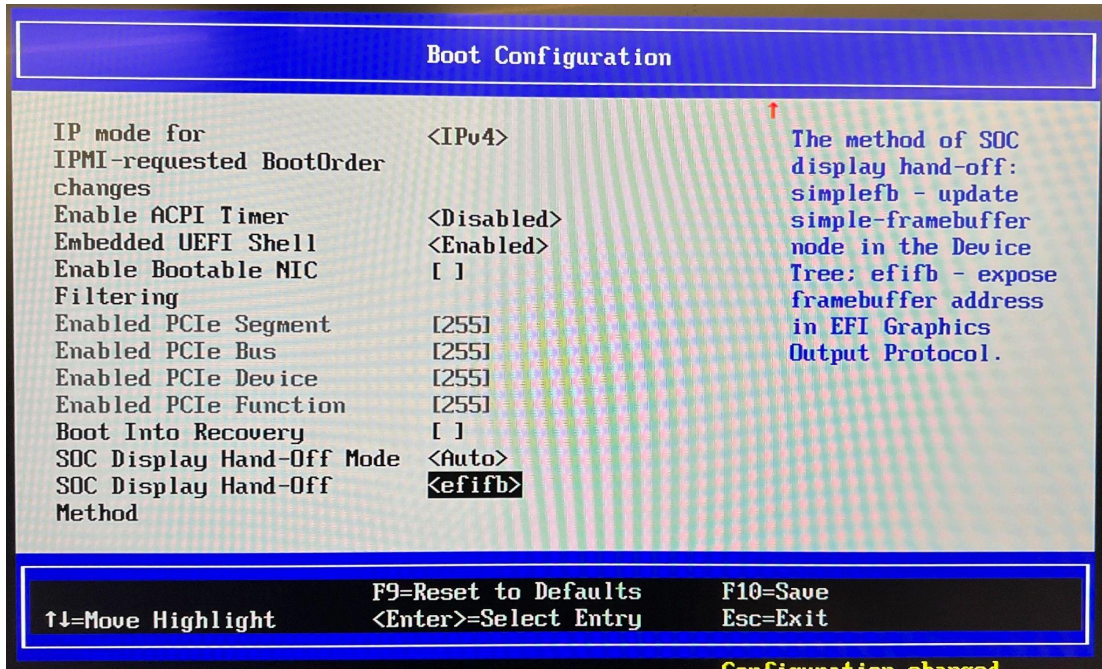 Boot Configuration
↑
IP mode for <IPv4>
IPMI-requested BootOrder
changes
Enable ACPI Timer <Disabled>
Embedded UEFI Shell <Enabled>
Enable Bootable NIC [ ]
Filtering
Enabled PCIe Segment [255]
Enabled PCIe Bus [255]
Enabled PCIe Device [255]
Enabled PCIe Function [255]
Boot Into Recovery [ ]
SOC Display Hand-Off Mode <Auto>
SOC Display Hand-Off <efifb>
Method
The method of SOC
display hand-off:
simplefb - update
simple-framebuffer
node in the Device
Tree; efifb - expose
framebuffer address
in EFI Graphics
Output Protocol.
F9=Reset to Defaults F10=Save
↑↓=Move Highlight <Enter>=Select Entry Esc=Exit
Configuration changed